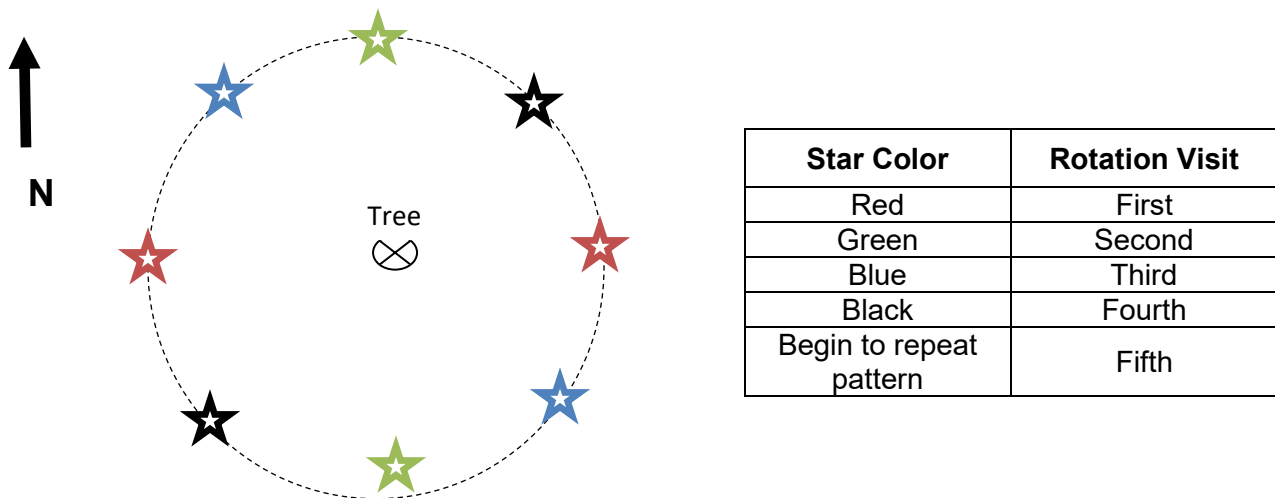 N
Tree
Star Color Rotation Visit
Red First
Green Second
Blue Third
Black Fourth
Begin to repeat
pattern
Fifth